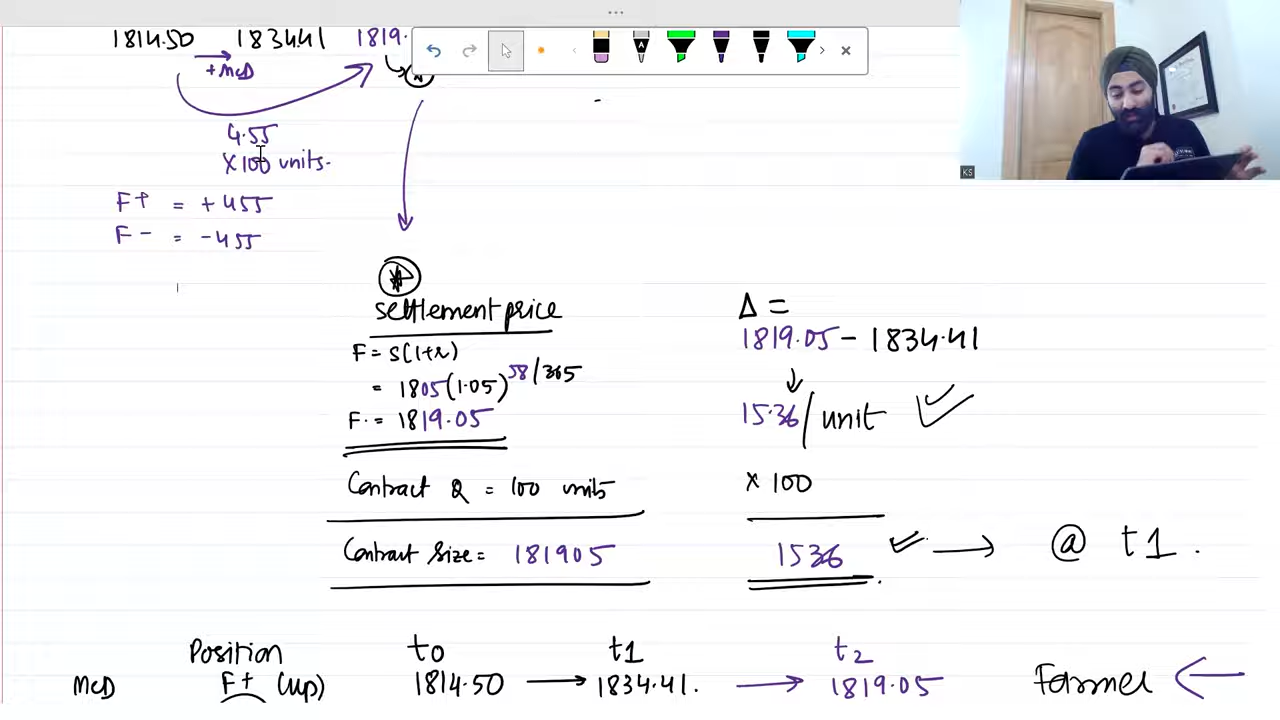 1814.50 1834.41 1819.
+McD
4.55
×100 units.
F+ = +455
F- = -455
settlement price
F = S(1+r)
= 1805(1.05)^58/365
F. = 1819.05
Contract Q = 100 units
Contract Size = 181905
Δ =
1819.05 - 1834.41
15.36/unit
× 100
1536 → @ t1.
Position t0 t1 t2
McD F+ (up) 1814.50 → 1834.41. → 1819.05 Farmer ←
KS